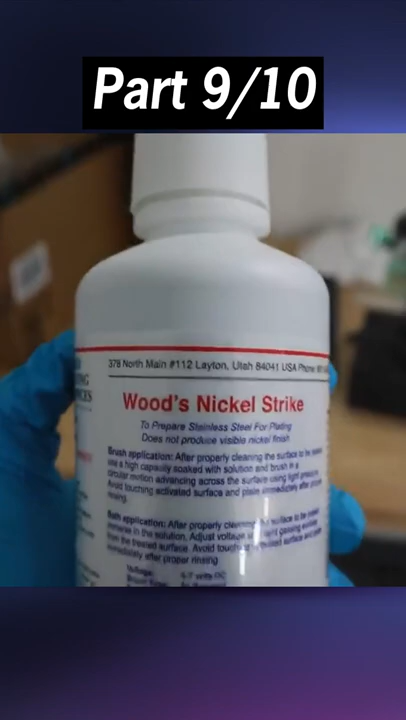 Part 9/10
378 North Main #112 Layton, Utah 84041 USA Phone
Wood's Nickel Strike
To Prepare Stainless Steel For Plating
Does not produce visible nickel finish
Brush application: After properly cleaning the surface to be
use a high capacity soaked with solution and brush in a
circular motion advancing across the surface using light
Avoid touching activated surface and plate immediately after
rinsing.
Bath application: After properly cleaning surface to be
immerse in the solution. Adjust voltage gassing
from the treated surface. Avoid touching surface and
immediately after proper rinsing
Voltage: